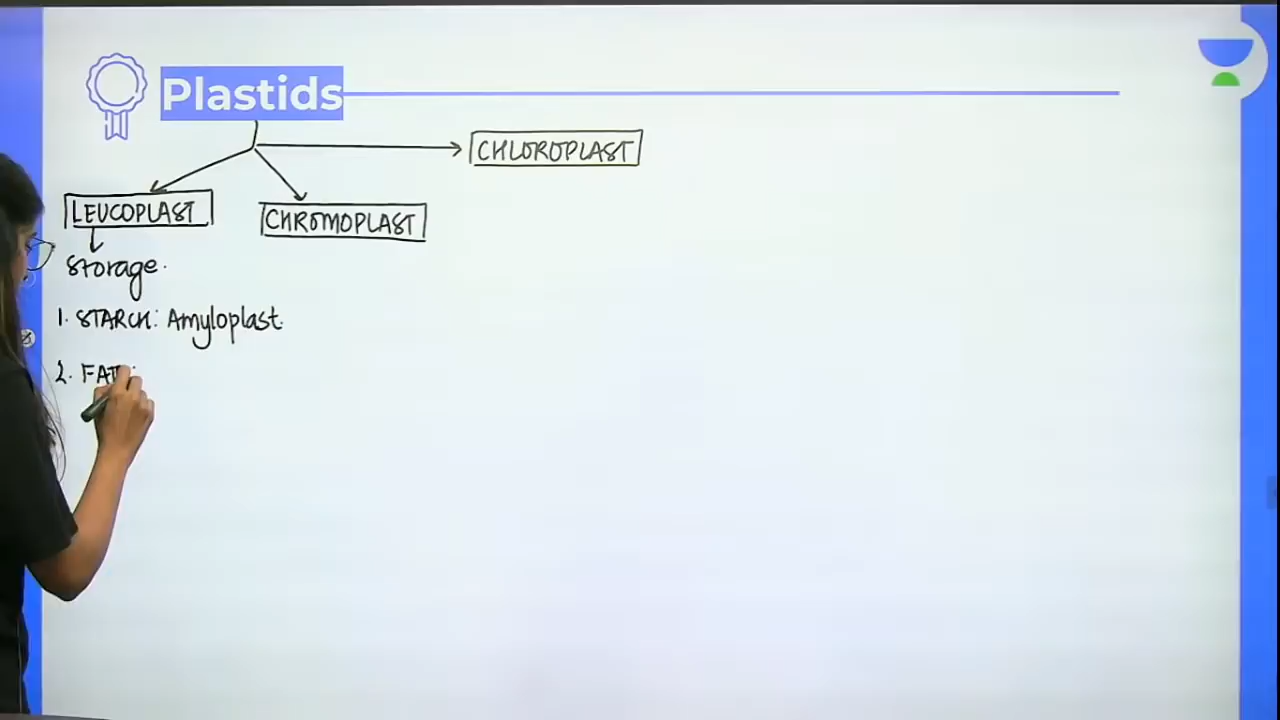 Plastids
CHLOROPLAST
LEUCOPLAST
CHROMOPLAST
Storage.
1. STARCH: Amyloplast.
2. FAT: